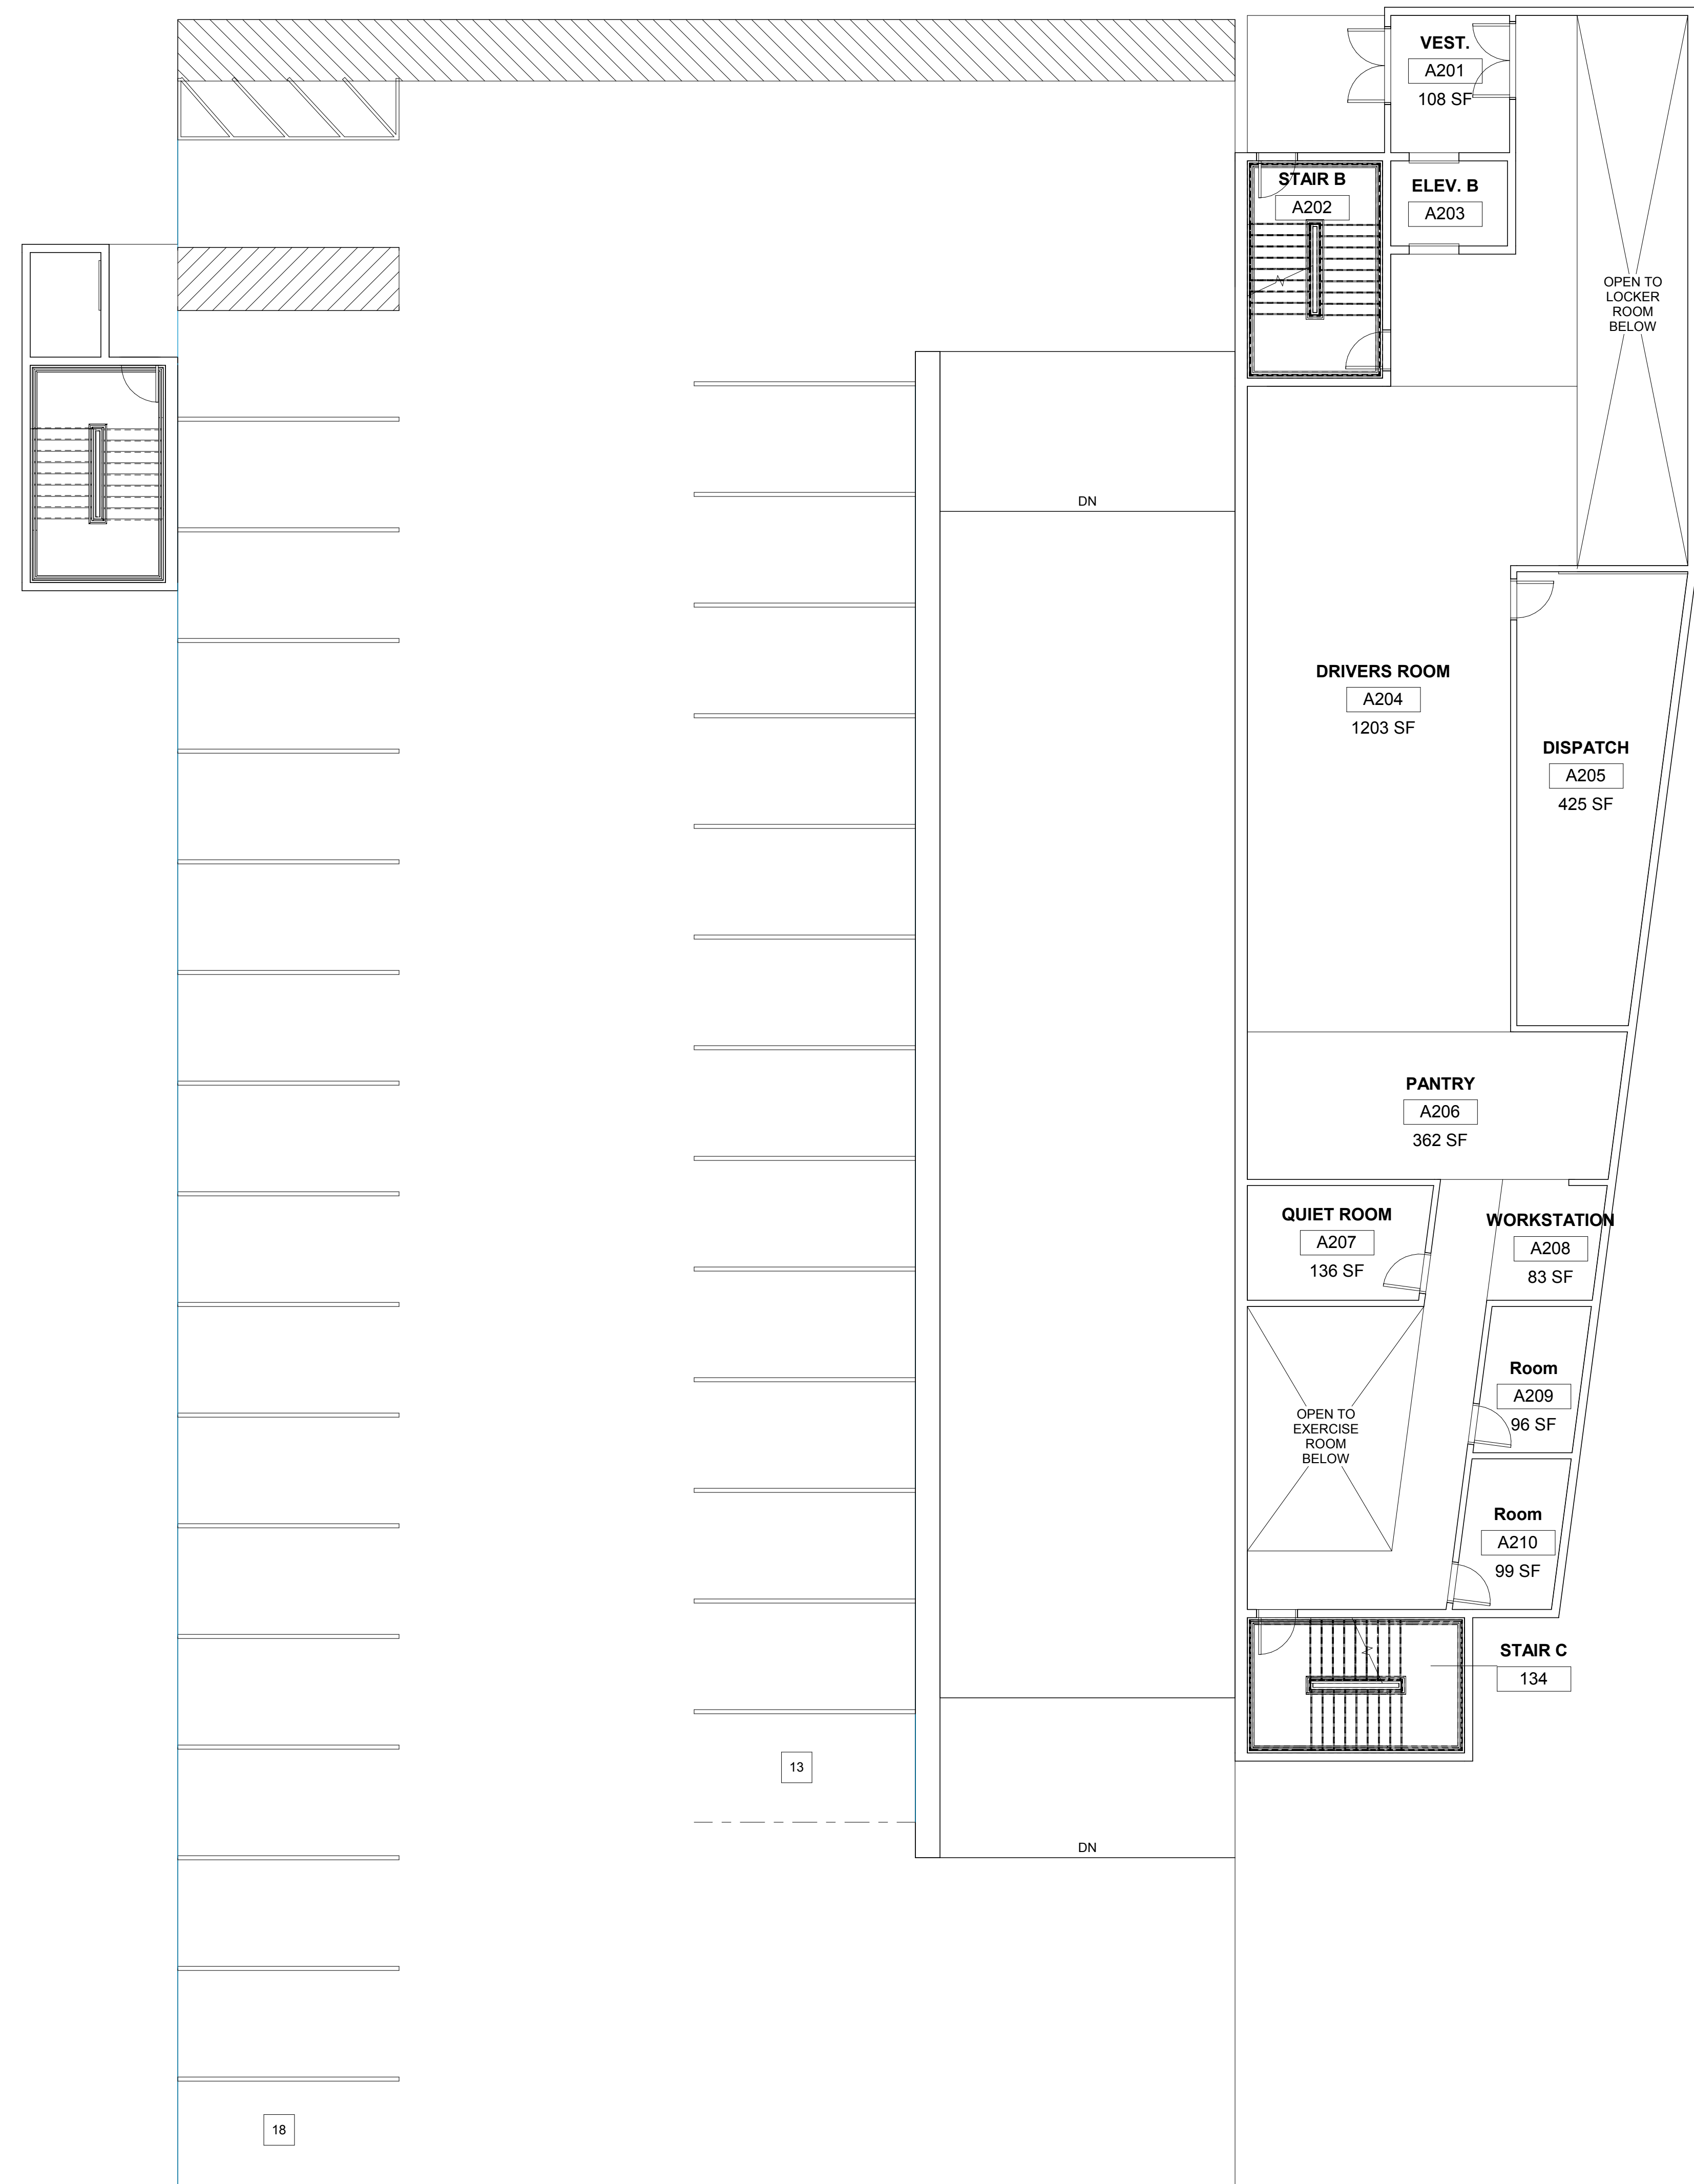 VEST.
A201
108 SF
STAIR B
A202
ELEV. B
A203
OPEN TO
LOCKER
ROOM
BELOW
DN
DRIVERS ROOM
A204
1203 SF
DISPATCH
A205
425 SF
PANTRY
A206
362 SF
QUIET ROOM
A207
136 SF
WORKSTATION
A208
83 SF
Room
A209
96 SF
OPEN TO
EXERCISE
ROOM
BELOW
Room
A210
99 SF
STAIR C
134
13
DN
18